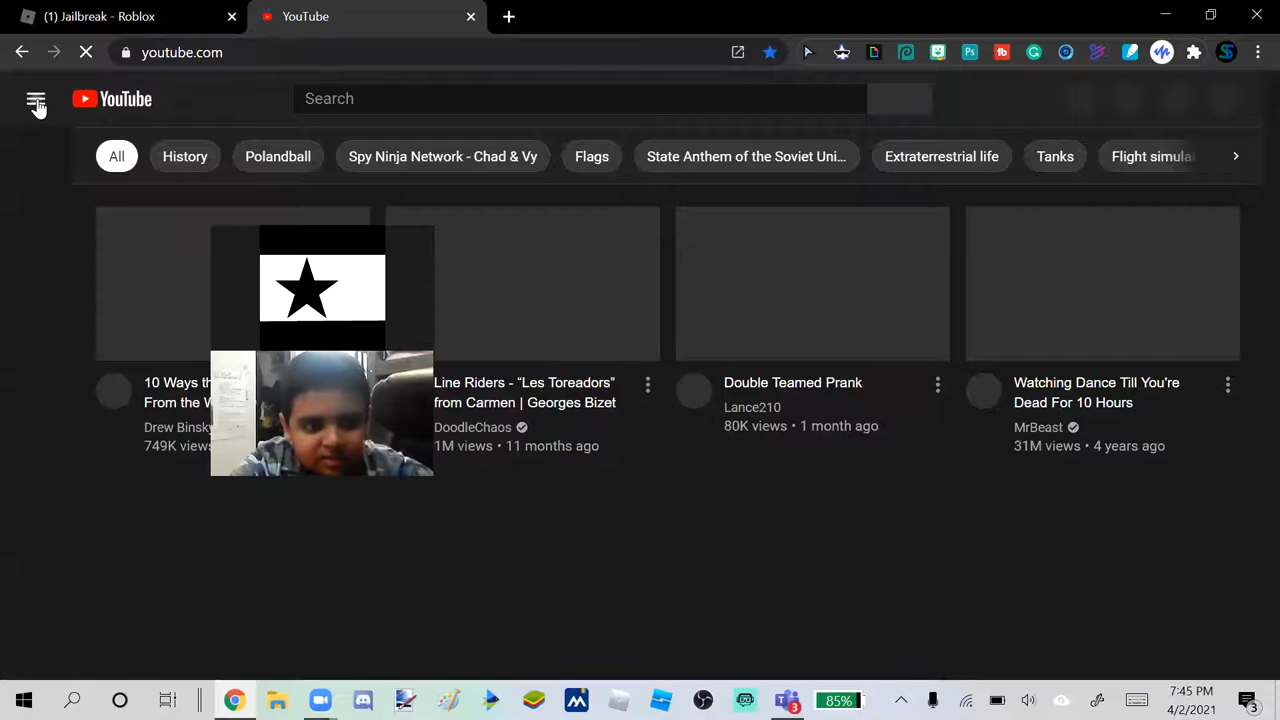 (1) Jailbreak - Roblox
YouTube
youtube.com
YouTube
Search
All
History
Polandball
Spy Ninja Network - Chad & Vy
Flags
State Anthem of the Soviet Uni...
Extraterrestrial life
Tanks
Flight simula
10 Ways th
From the W
Drew Binsky
749K views
Line Riders - “Les Toreadors”
from Carmen | Georges Bizet
DoodleChaos
1M views • 11 months ago
Double Teamed Prank
Lance210
80K views • 1 month ago
Watching Dance Till You're
Dead For 10 Hours
MrBeast
31M views • 4 years ago
85%
3
7:45 PM
4/2/2021
3